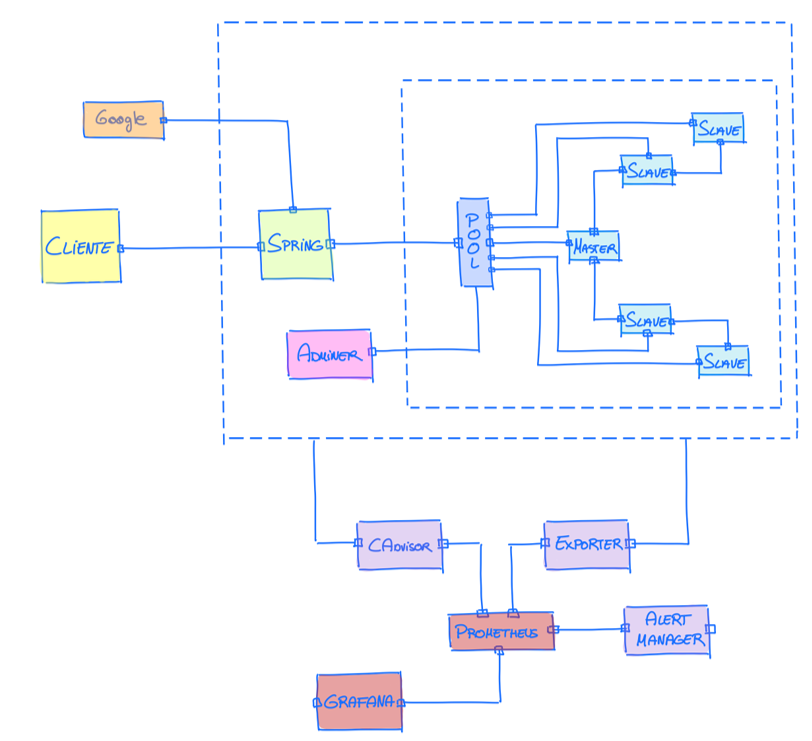 Google
SLAVE
SLAVE
CLIENTE
SPRING
POOL
MASTER
SLAVE
ADMINER
SLAVE
CADVISOR
EXPORTER
PROMETHEUS
ALERT
MANAGER
GRAFANA